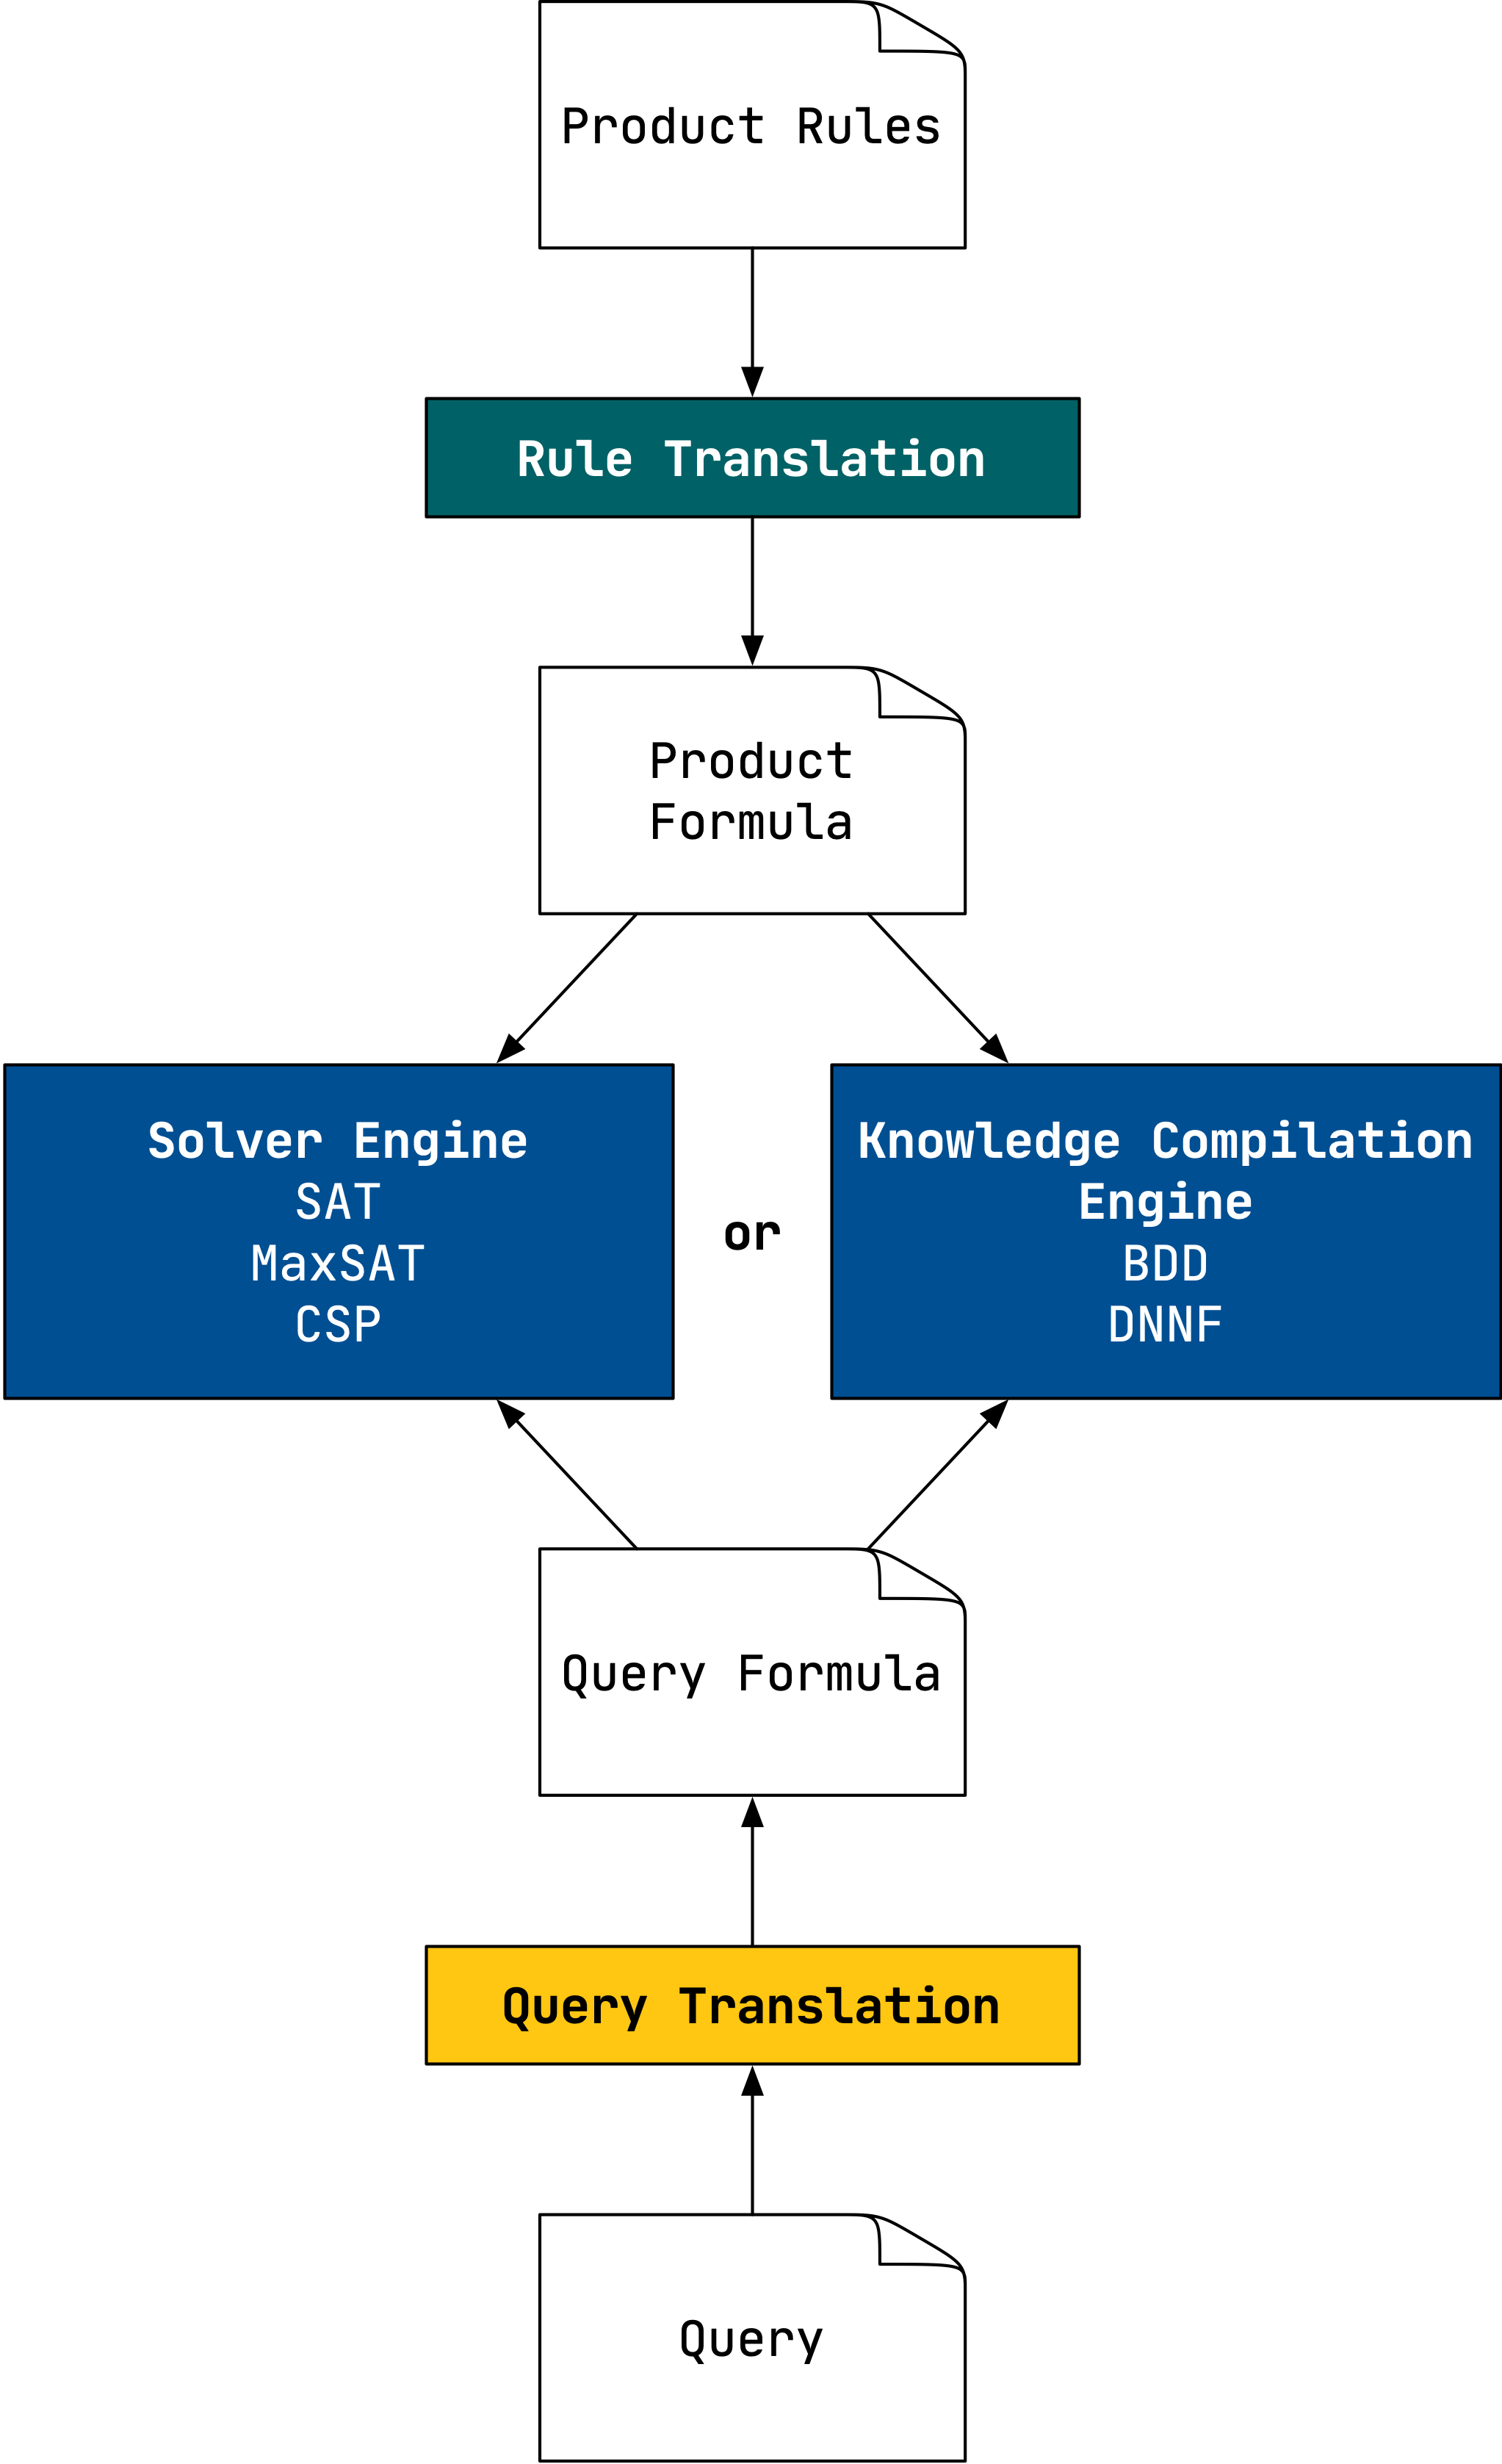 Product Rules
Rule Translation
Product
Formula
Solver Engine
SAT
MaxSAT
CSP
or
Knowledge Compilation
Engine
BDD
DNNF
Query Formula
Query Translation
Query